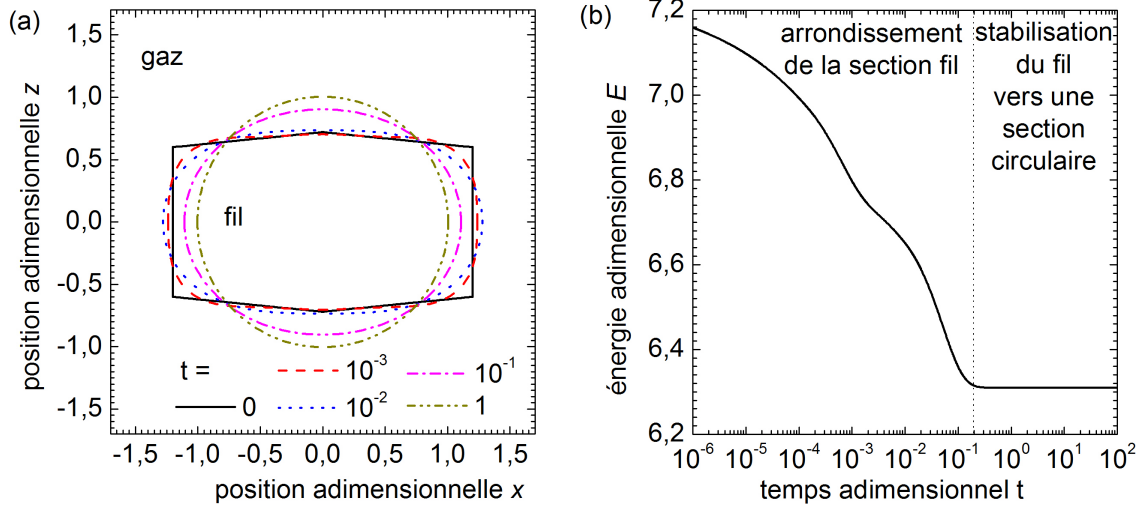 (a)
1,5
1,0
0,5
0,0
-0,5
-1,0
-1,5
position adimensionnelle z
gaz
fil
t =
0
10⁻³
10⁻²
10⁻¹
1
-1,5 -1,0 -0,5 0,0 0,5 1,0 1,5
position adimensionnelle x
(b)
7,2
7,0
6,8
6,6
6,4
6,2
énergie adimensionnelle E
arrondissement
de la section fil
stabilisation
du fil
vers une
section
circulaire
10⁻⁶ 10⁻⁵ 10⁻⁴ 10⁻³ 10⁻² 10⁻¹ 10⁰ 10¹ 10²
temps adimensionnel t